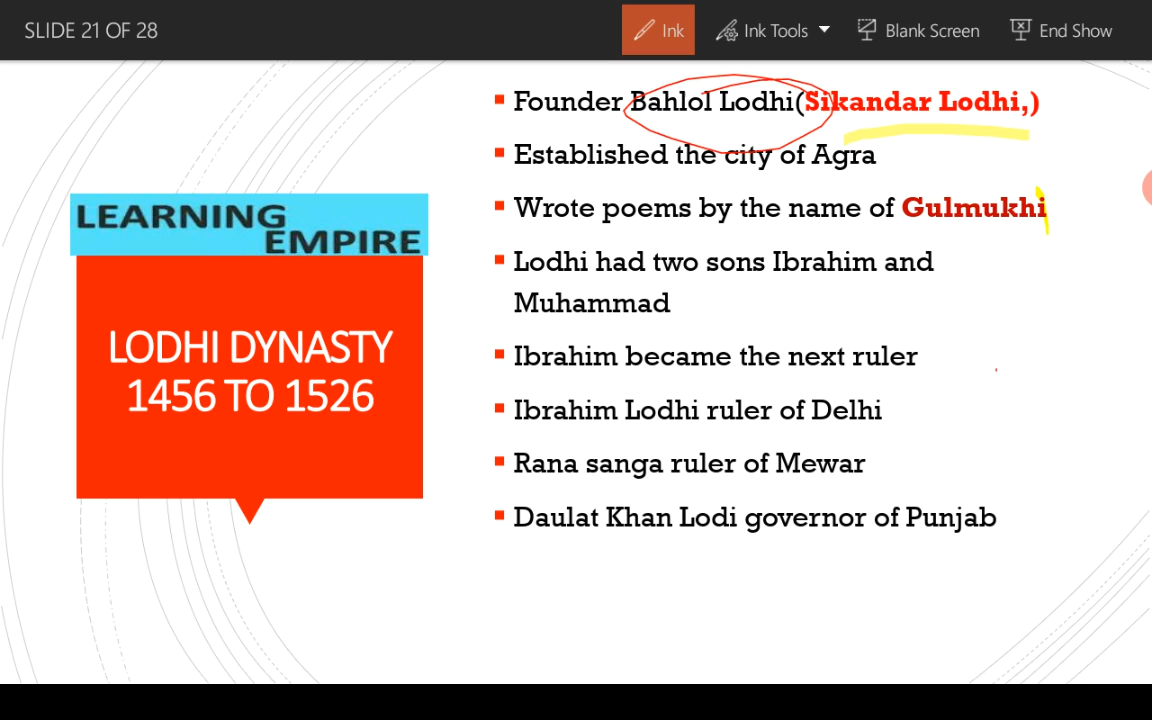 SLIDE 21 OF 28
Ink
Ink Tools
Blank Screen
End Show
LEARNING
EMPIRE
LODHI DYNASTY
1456 TO 1526
Founder Bahlol Lodhi(Sikandar Lodhi,)
Established the city of Agra
Wrote poems by the name of Gulmukhi
Lodhi had two sons Ibrahim and
Muhammad
Ibrahim became the next ruler
Ibrahim Lodhi ruler of Delhi
Rana sanga ruler of Mewar
Daulat Khan Lodi governor of Punjab